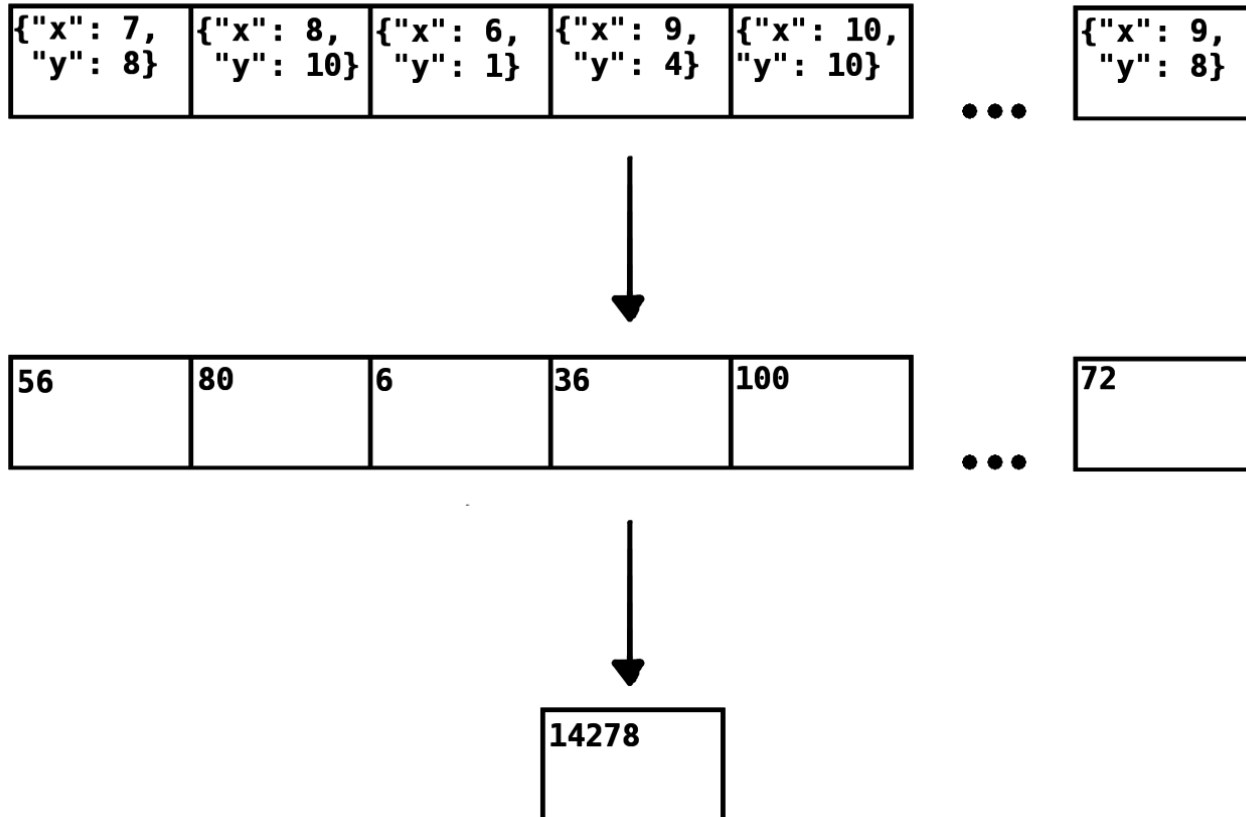 {"x": 7,
"y": 8}
{"x": 8,
"y": 10}
{"x": 6,
"y": 1}
{"x": 9,
"y": 4}
{"x": 10,
"y": 10}
{"x": 9,
"y": 8}
56
80
6
36
100
72
14278